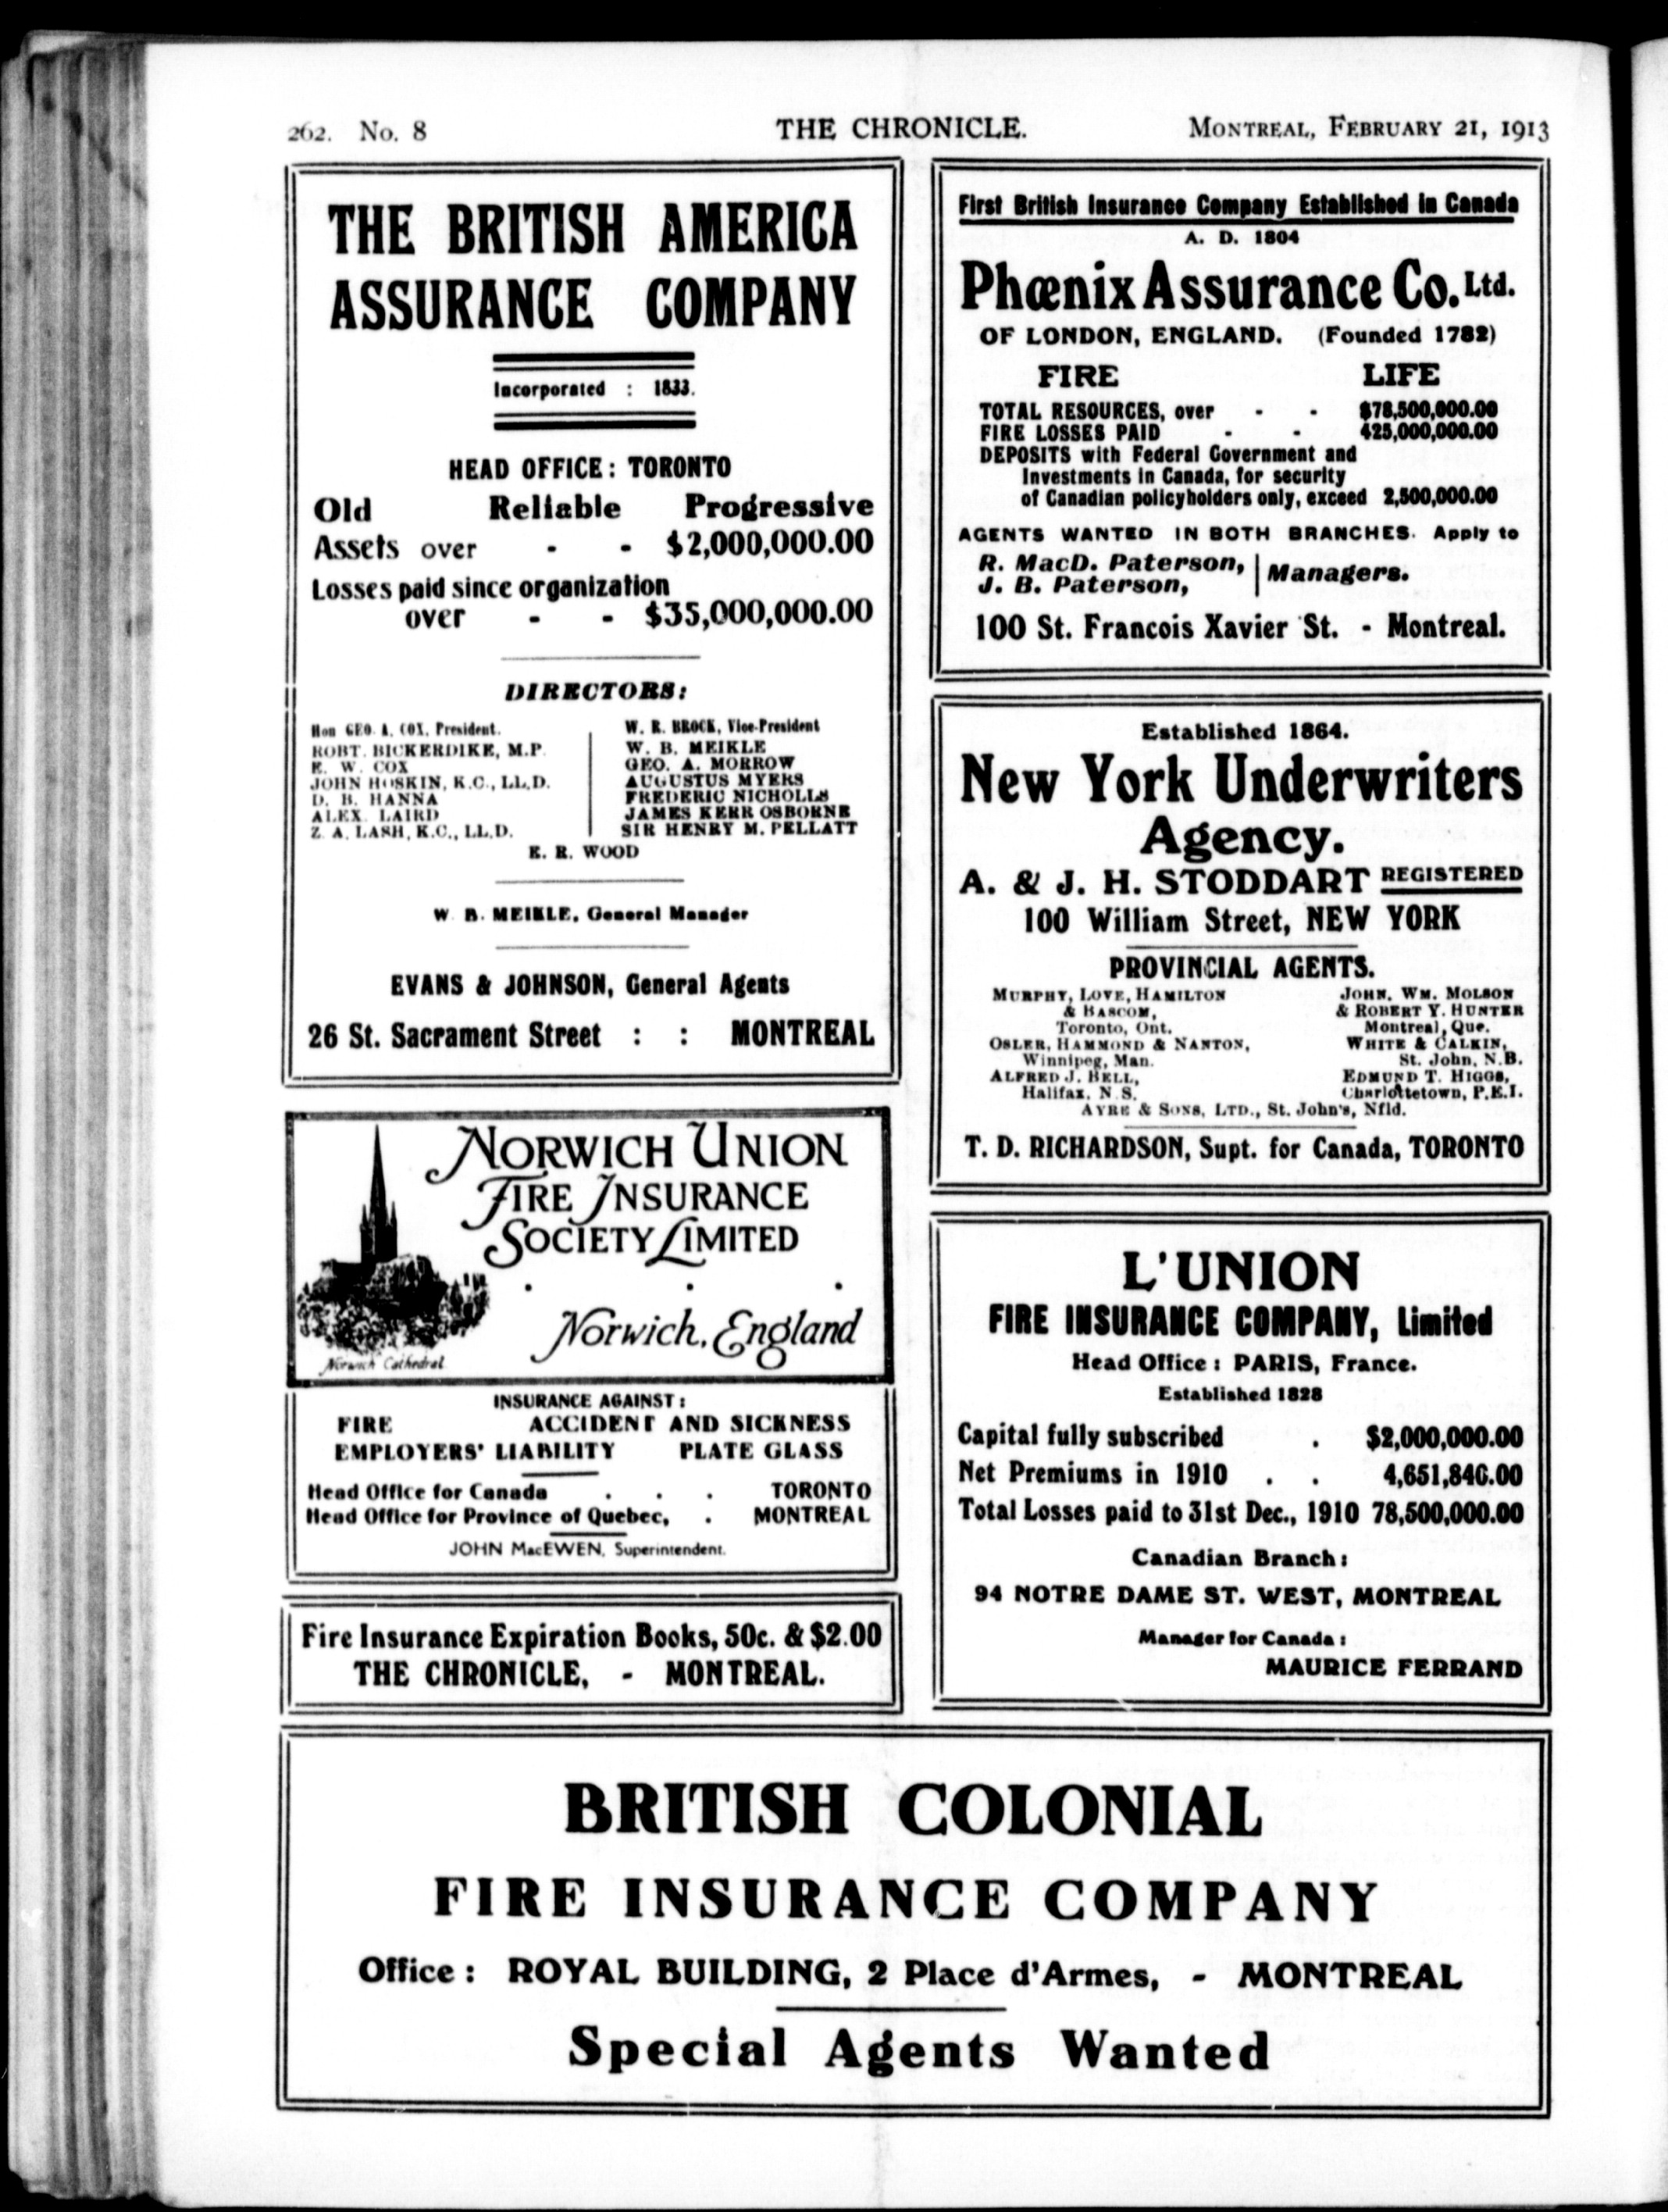 262. No. 8 THE CHRONICLE. MONTREAL, FEBRUARY 21, 1913
THE BRITISH AMERICA
ASSURANCE COMPANY
Incorporated : 1833.
HEAD OFFICE: TORONTO
Old Reliable Progressive
Assets over - - $2,000,000.00
Losses paid since organization
over - - $35,000,000.00
DIRECTORS:
Hon GEO. A. COX, President.
ROBT. BICKERDIKE, M.P.
E. W. COX
JOHN HOSKIN, K.C., LL.D.
D. B. HANNA
ALEX. LAIRD
Z. A. LASH, K.C., LL.D.
W. R. BROCK, Vice-President
W. B. MEIKLE
GEO. A. MORROW
AUGUSTUS MYERS
FREDERIC NICHOLLS
JAMES KERR OSBORNE
SIR HENRY M. PELLATT
E. R. WOOD
W. B. MEIKLE, General Manager
EVANS & JOHNSON, General Agents
26 St. Sacrament Street : : MONTREAL
NORWICH UNION
FIRE INSURANCE
SOCIETY LIMITED
Norwich, England
Norwich Cathedral
INSURANCE AGAINST:
FIRE ACCIDENT AND SICKNESS
EMPLOYERS' LIABILITY PLATE GLASS
Head Office for Canada . . . TORONTO
Head Office for Province of Quebec, . MONTREAL
JOHN MacEWEN, Superintendent.
Fire Insurance Expiration Books, 50c. & $2.00
THE CHRONICLE, - MONTREAL.
First British Insurance Company Established in Canada
A. D. 1804
Phœnix Assurance Co. Ltd.
OF LONDON, ENGLAND. (Founded 1782)
FIRE LIFE
TOTAL RESOURCES, over - - $78,500,000.00
FIRE LOSSES PAID - - 425,000,000.00
DEPOSITS with Federal Government and
Investments in Canada, for security
of Canadian policyholders only, exceed 2,500,000.00
AGENTS WANTED IN BOTH BRANCHES. Apply to
R. MacD. Paterson,
J. B. Paterson,
Managers.
100 St. Francois Xavier St. - Montreal.
Established 1864.
New York Underwriters
Agency.
A. & J. H. STODDART REGISTERED
100 William Street, NEW YORK
PROVINCIAL AGENTS.
MURPHY, LOVE, HAMILTON
& BASCOM,
Toronto, Ont.
OSLER, HAMMOND & NANTON,
Winnipeg, Man.
ALFRED J. BELL,
Halifax, N.S.
JOHN. WM. MOLSON
& ROBERT Y. HUNTER
Montreal, Que.
WHITE & CALKIN,
St. John, N.B.
EDMUND T. HIGGS,
Charlottetown, P.E.I.
AYRE & SONS, LTD., St. John's, Nfld.
T. D. RICHARDSON, Supt. for Canada, TORONTO
L'UNION
FIRE INSURANCE COMPANY, Limited
Head Office : PARIS, France.
Established 1828
Capital fully subscribed . $2,000,000.00
Net Premiums in 1910 . . 4,651,840.00
Total Losses paid to 31st Dec., 1910 78,500,000.00
Canadian Branch:
94 NOTRE DAME ST. WEST, MONTREAL
Manager for Canada :
MAURICE FERRAND
BRITISH COLONIAL
FIRE INSURANCE COMPANY
Office : ROYAL BUILDING, 2 Place d'Armes, - MONTREAL
Special Agents Wanted